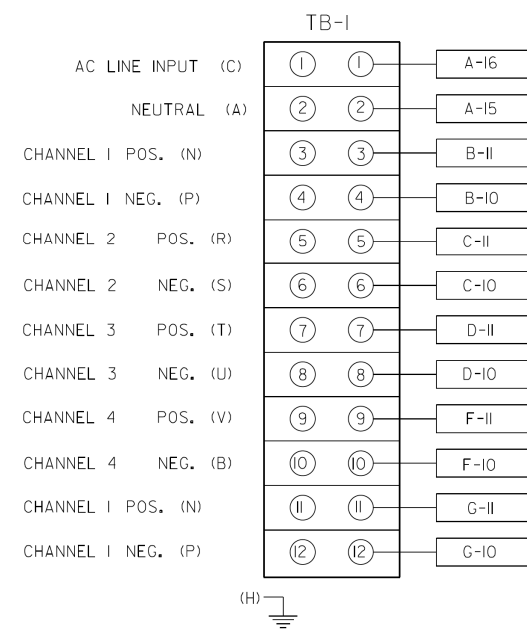 TB-1
AC LINE INPUT (C) 1 1 A-16
NEUTRAL (A) 2 2 A-15
CHANNEL 1 POS. (N) 3 3 B-11
CHANNEL 1 NEG. (P) 4 4 B-10
CHANNEL 2 POS. (R) 5 5 C-11
CHANNEL 2 NEG. (S) 6 6 C-10
CHANNEL 3 POS. (T) 7 7 D-11
CHANNEL 3 NEG. (U) 8 8 D-10
CHANNEL 4 POS. (V) 9 9 F-11
CHANNEL 4 NEG. (B) 10 10 F-10
CHANNEL 1 POS. (N) 11 11 G-11
CHANNEL 1 NEG. (P) 12 12 G-10
(H)